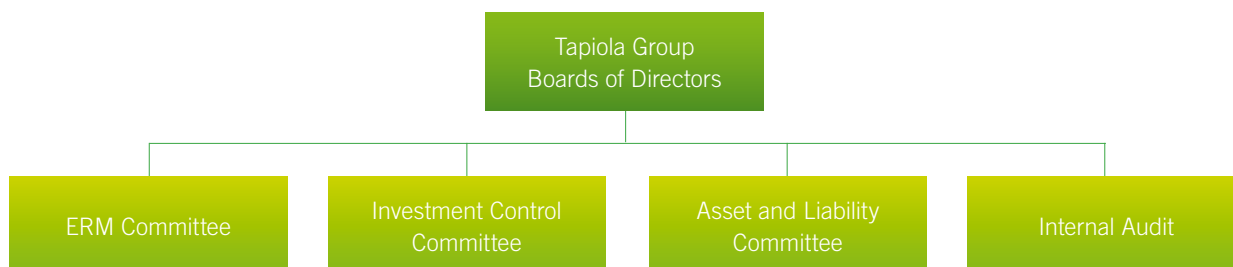 Tapiola Group
Boards of Directors
ERM Committee
Investment Control
Committee
Asset and Liability
Committee
Internal Audit